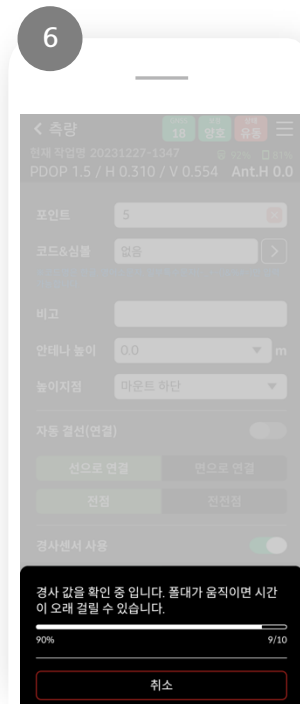 6
측량
18
양호
유동
현재 작업명 20231227-1347
92%
81%
PDOP 1.5 / H 0.310 / V 0.554 Ant.H 0.0
포인트
5
코드&심볼
없음
비고
안테나 높이
0.0
m
높이지점
마운트 하단
자동 결선(연결)
선으로 연결
면으로 연결
전점
전전점
경사센서 사용
경사 값을 확인 중 입니다. 폴대가 움직이면 시간
이 오래 걸릴 수 있습니다.
90%
9/10
취소